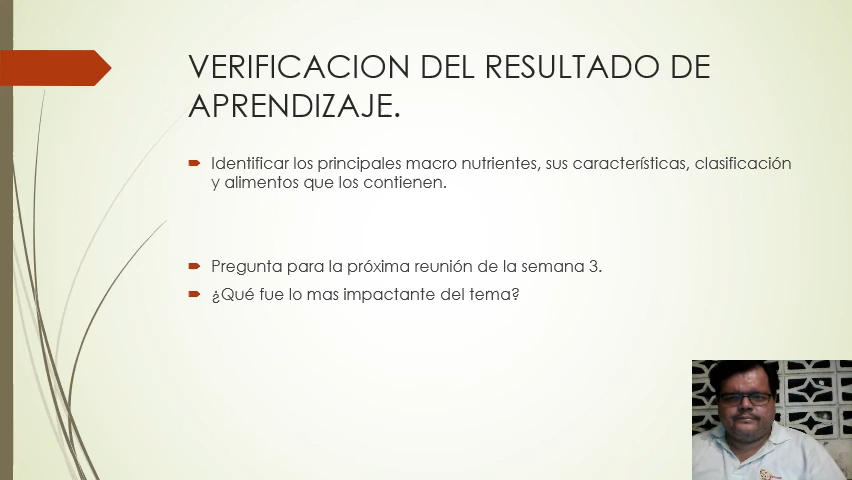 VERIFICACION DEL RESULTADO DE
APRENDIZAJE.
Identificar los principales macro nutrientes, sus características, clasificación
y alimentos que los contienen.
Pregunta para la próxima reunión de la semana 3.
¿Qué fue lo mas impactante del tema?